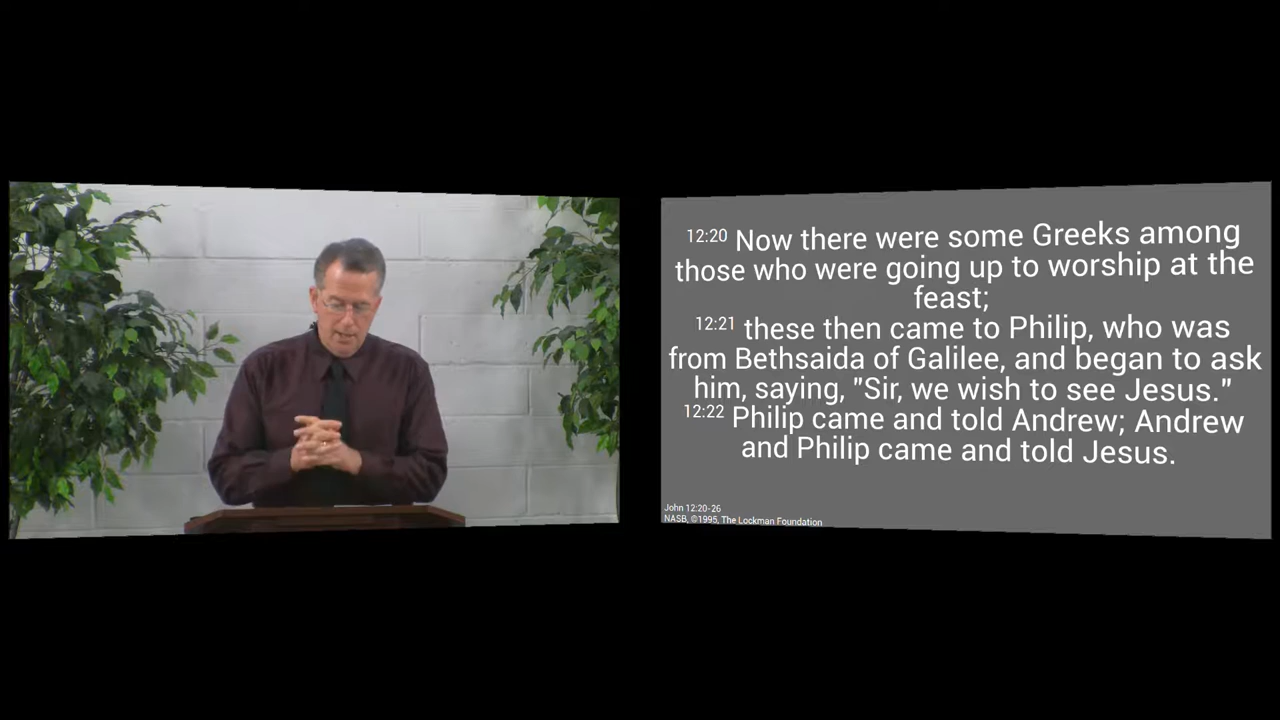 12:20 Now there were some Greeks among
those who were going up to worship at the
feast;
12:21 these then came to Philip, who was
from Bethsaida of Galilee, and began to ask
him, saying, "Sir, we wish to see Jesus."
12:22 Philip came and told Andrew; Andrew
and Philip came and told Jesus.
John 12:20-26
NASB, ©1995, The Lockman Foundation